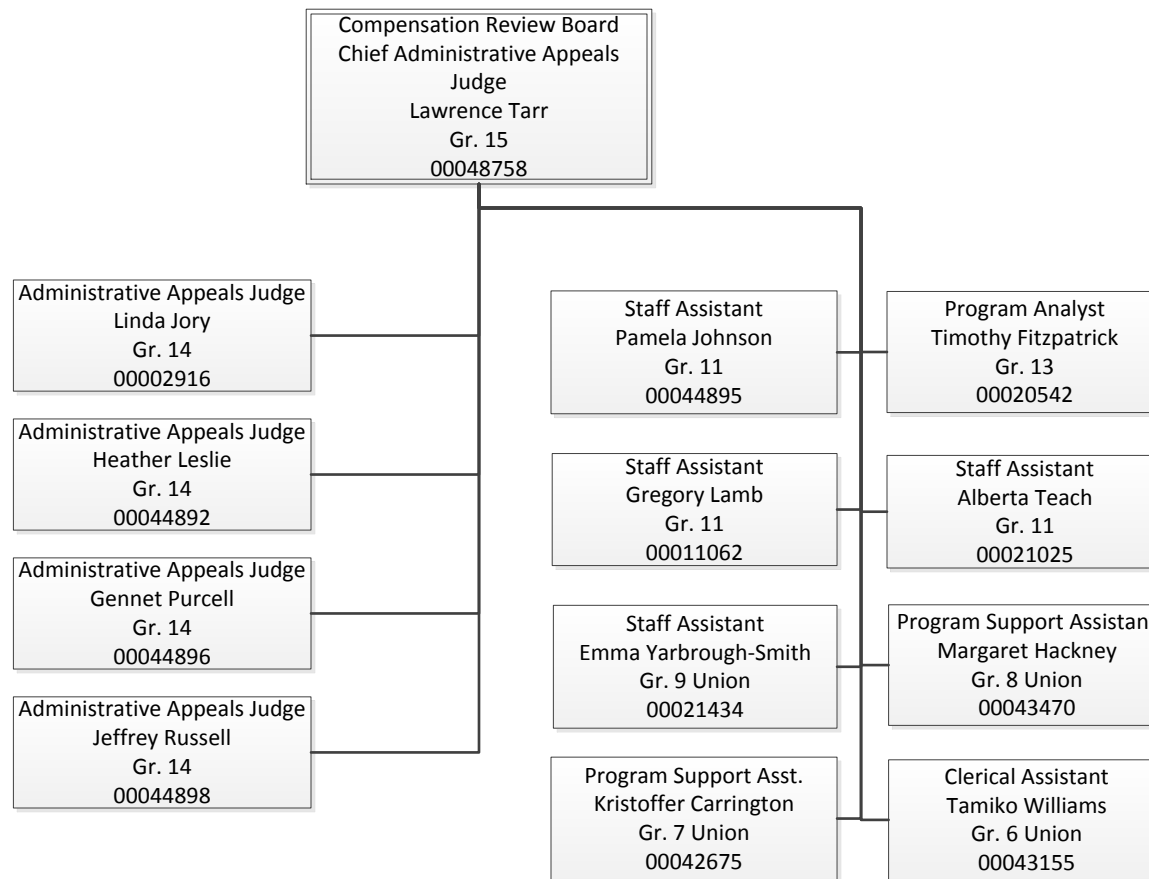 Compensation Review Board
Chief Administrative Appeals
Judge
Lawrence Tarr
Gr. 15
00048758
Administrative Appeals Judge
Linda Jory
Gr. 14
00002916
Administrative Appeals Judge
Heather Leslie
Gr. 14
00044892
Administrative Appeals Judge
Gennet Purcell
Gr. 14
00044896
Administrative Appeals Judge
Jeffrey Russell
Gr. 14
00044898
Staff Assistant
Pamela Johnson
Gr. 11
00044895
Program Analyst
Timothy Fitzpatrick
Gr. 13
00020542
Staff Assistant
Gregory Lamb
Gr. 11
00011062
Staff Assistant
Alberta Teach
Gr. 11
00021025
Staff Assistant
Emma Yarbrough-Smith
Gr. 9 Union
00021434
Program Support Assistan
Margaret Hackney
Gr. 8 Union
00043470
Program Support Asst.
Kristoffer Carrington
Gr. 7 Union
00042675
Clerical Assistant
Tamiko Williams
Gr. 6 Union
00043155